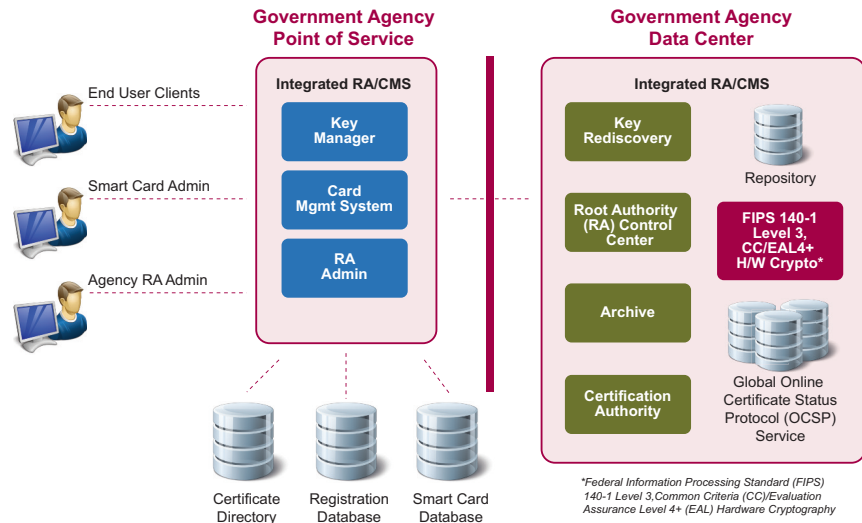 Government Agency
Point of Service
Government Agency
Data Center
End User Clients
Smart Card Admin
Agency RA Admin
Integrated RA/CMS
Key
Manager
Card
Mgmt System
RA
Admin
Certificate
Directory
Registration
Database
Smart Card
Database
Integrated RA/CMS
Key
Rediscovery
Root Authority
(RA) Control
Center
Archive
Certification
Authority
Repository
FIPS 140-1
Level 3,
CC/EAL4+
H/W Crypto*
Global Online
Certificate Status
Protocol (OCSP)
Service
*Federal Information Processing Standard (FIPS)
140-1 Level 3,Common Criteria (CC)/Evaluation
Assurance Level 4+ (EAL) Hardware Cryptography